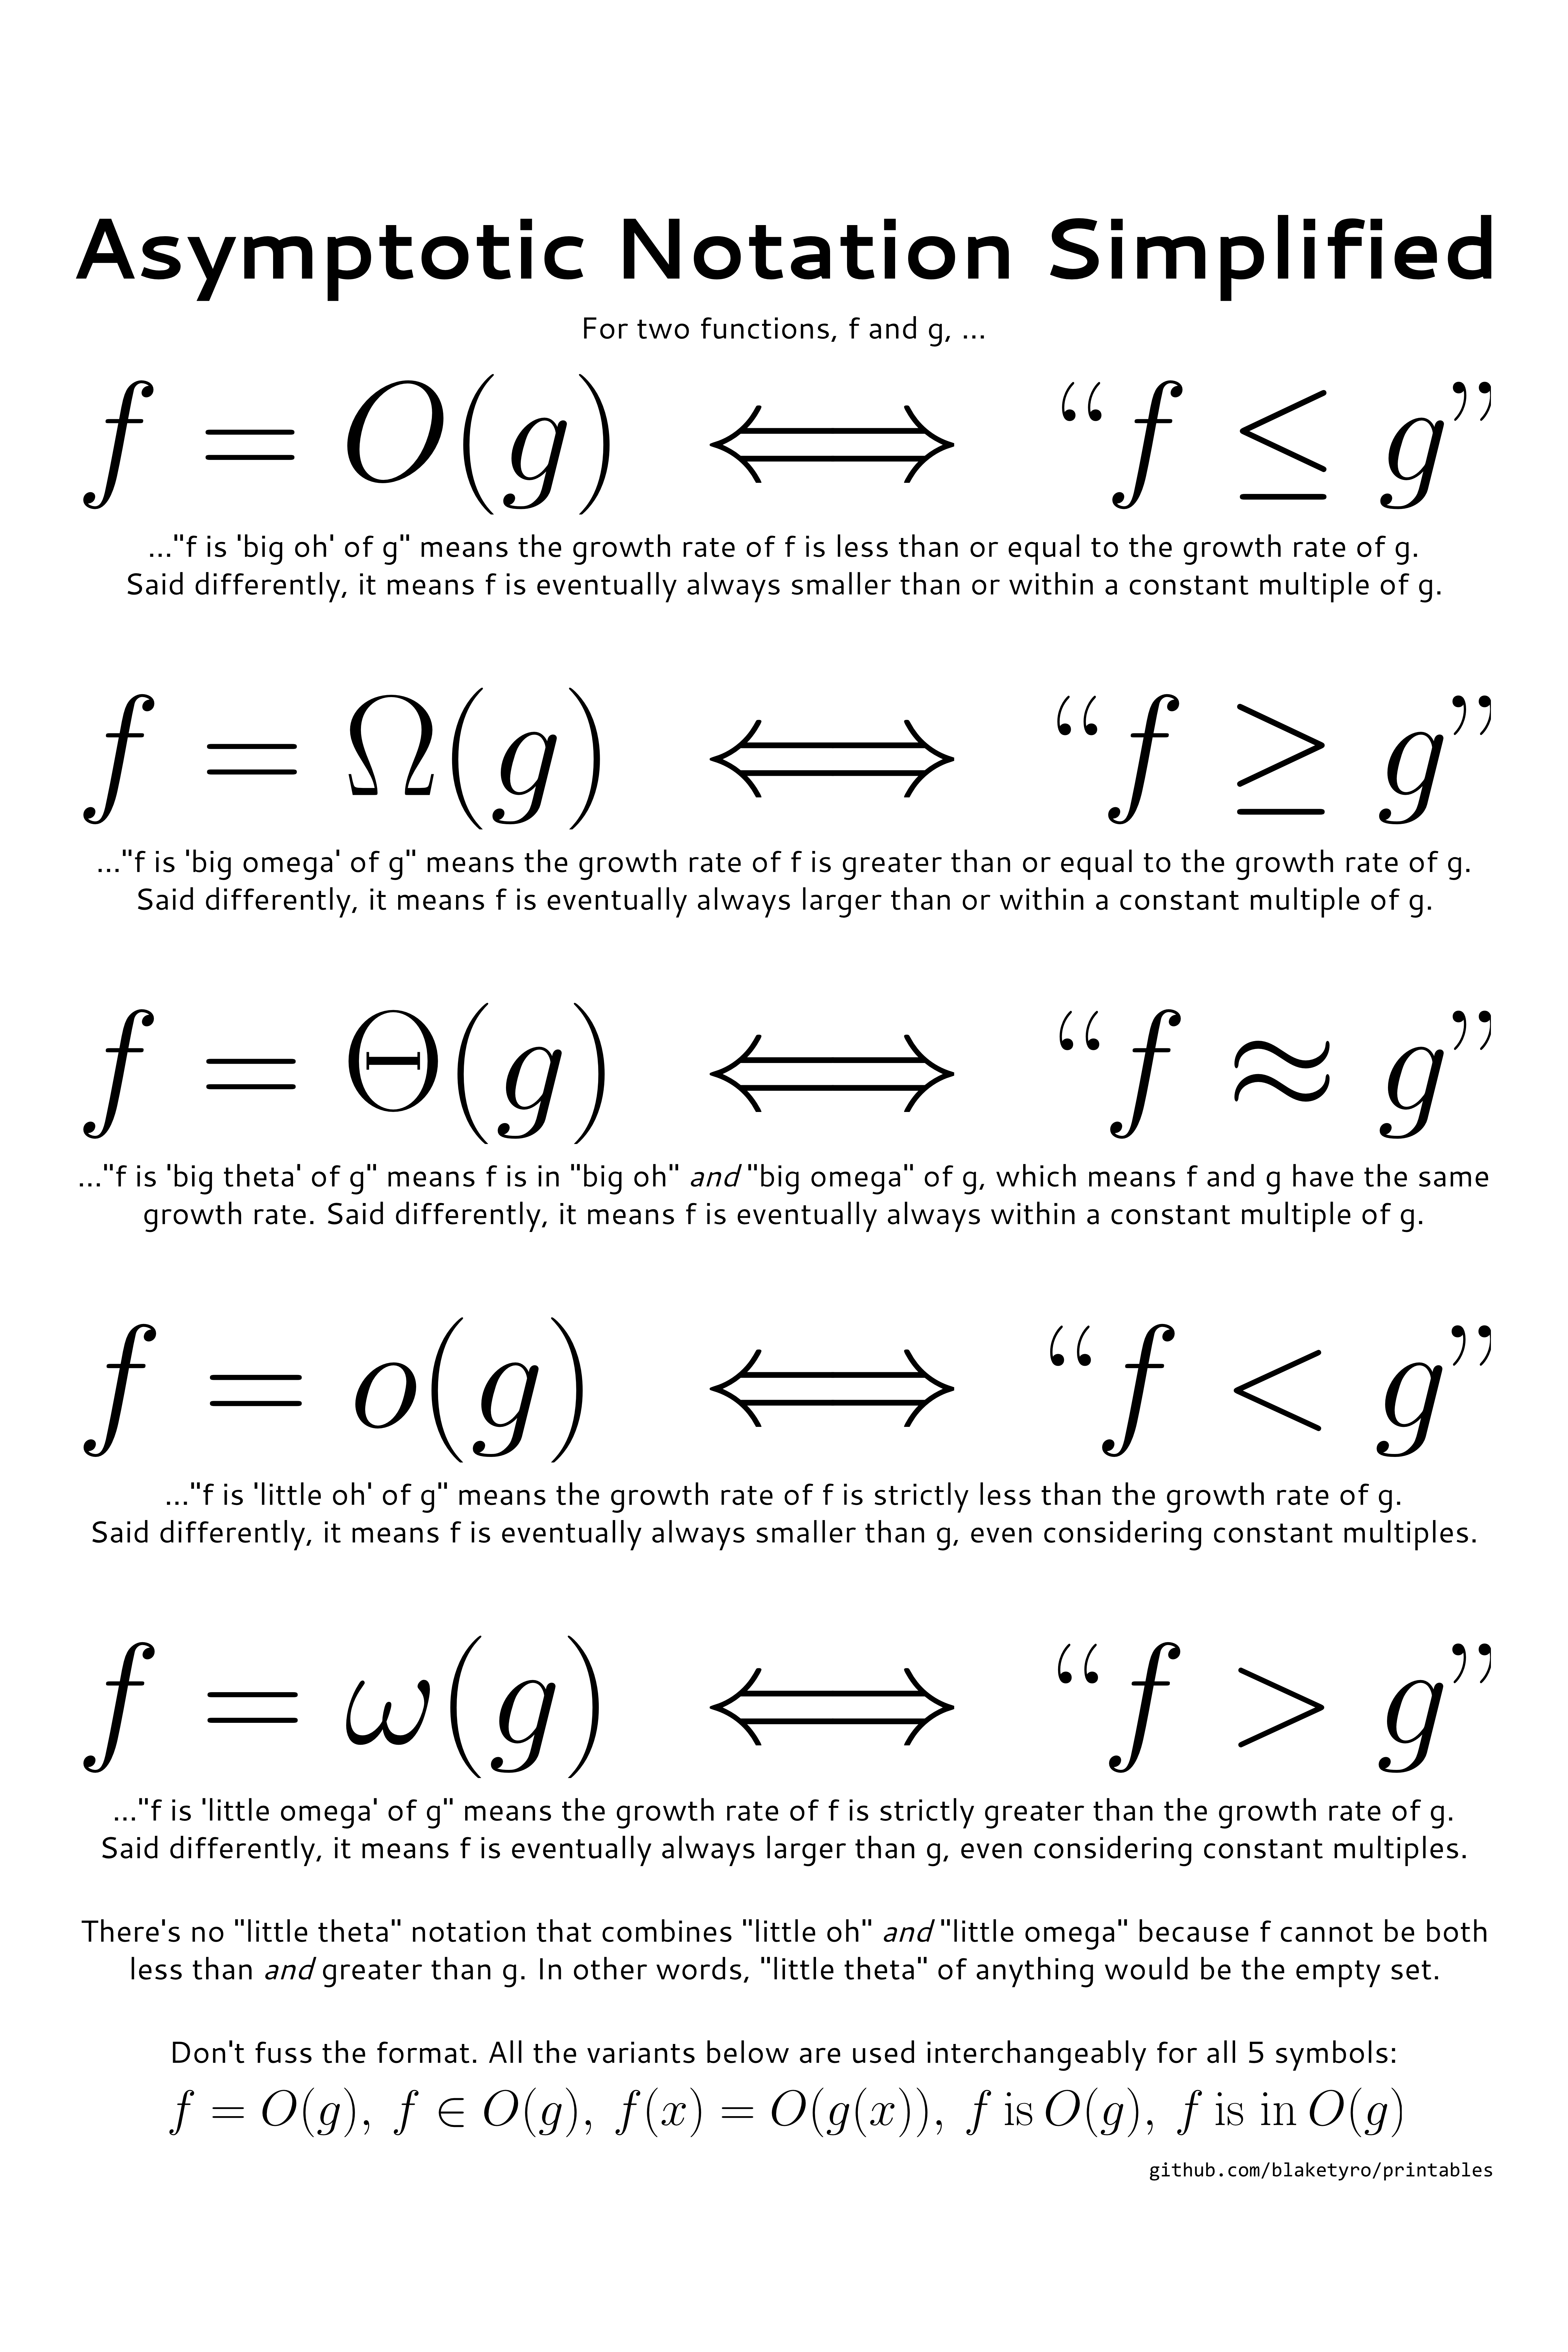 Asymptotic Notation Simplified
For two functions, f and g, ...
f = O(g) ⟺ “f ≤ g”
..."f is 'big oh' of g" means the growth rate of f is less than or equal to the growth rate of g.
Said differently, it means f is eventually always smaller than or within a constant multiple of g.
f = Ω(g) ⟺ “f ≥ g”
..."f is 'big omega' of g" means the growth rate of f is greater than or equal to the growth rate of g.
Said differently, it means f is eventually always larger than or within a constant multiple of g.
f = Θ(g) ⟺ “f ≈ g”
..."f is 'big theta' of g" means f is in "big oh" and "big omega" of g, which means f and g have the same
growth rate. Said differently, it means f is eventually always within a constant multiple of g.
f = o(g) ⟺ “f < g”
..."f is 'little oh' of g" means the growth rate of f is strictly less than the growth rate of g.
Said differently, it means f is eventually always smaller than g, even considering constant multiples.
f = ω(g) ⟺ “f > g”
..."f is 'little omega' of g" means the growth rate of f is strictly greater than the growth rate of g.
Said differently, it means f is eventually always larger than g, even considering constant multiples.
There's no "little theta" notation that combines "little oh" and "little omega" because f cannot be both
less than and greater than g. In other words, "little theta" of anything would be the empty set.
Don't fuss the format. All the variants below are used interchangeably for all 5 symbols:
f = O(g), f ∈ O(g), f(x) = O(g(x)), f is O(g), f is in O(g)
github.com/blaketyro/printables